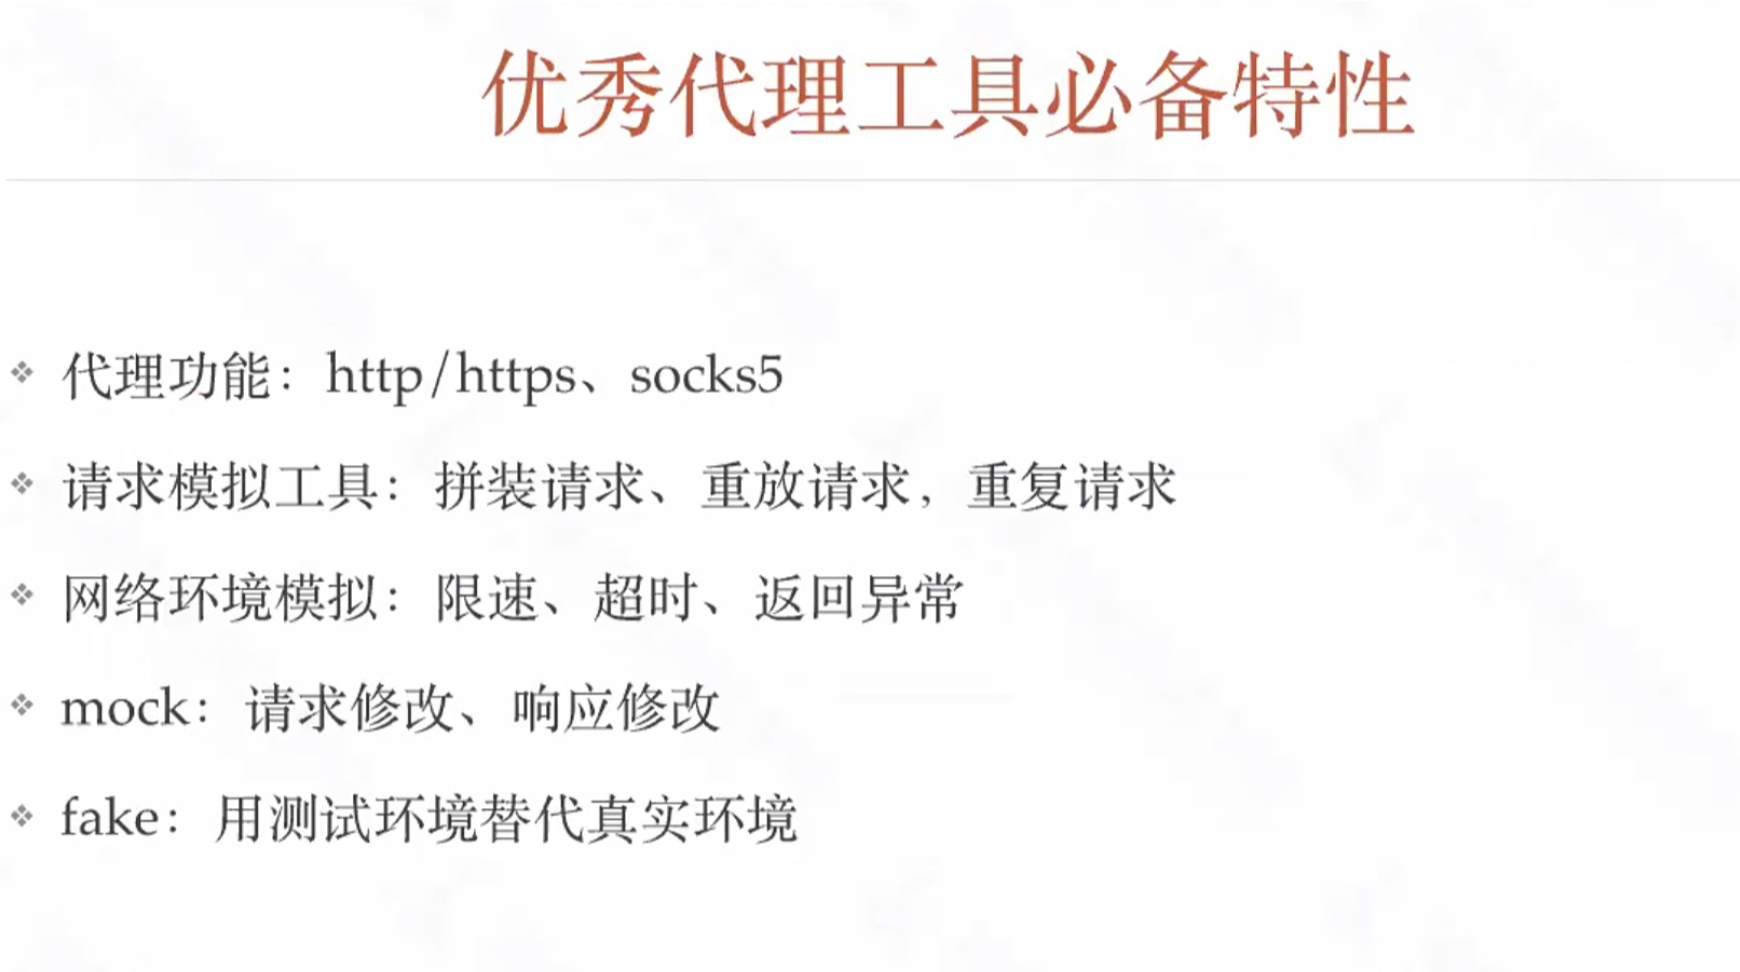 优秀代理工具必备特性
代理功能：http/https、socks5
请求模拟工具：拼装请求、重放请求，重复请求
网络环境模拟：限速、超时、返回异常
mock：请求修改、响应修改
fake：用测试环境替代真实环境